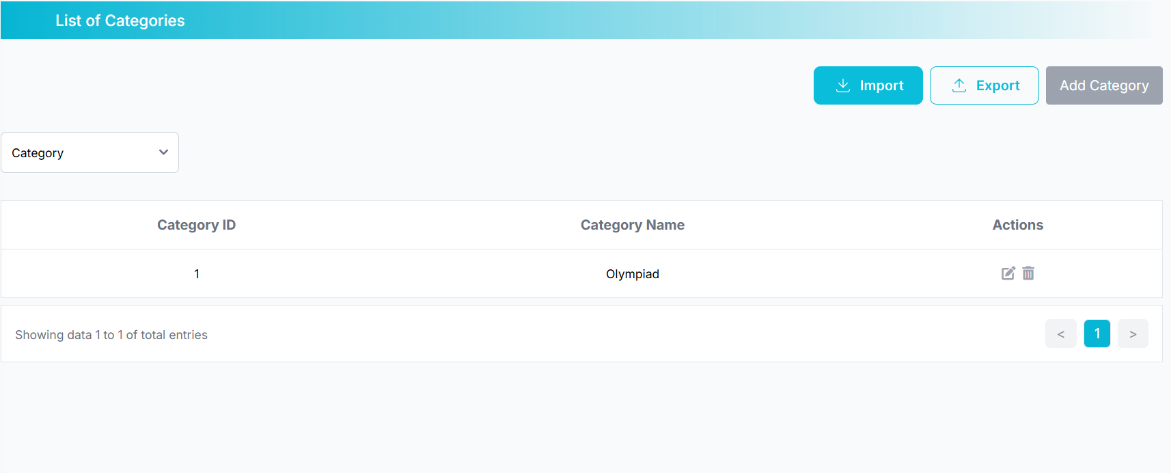 List of Categories
Import Export Add Category
Category
Category ID Category Name Actions
1 Olympiad
Showing data 1 to 1 of total entries < 1 >